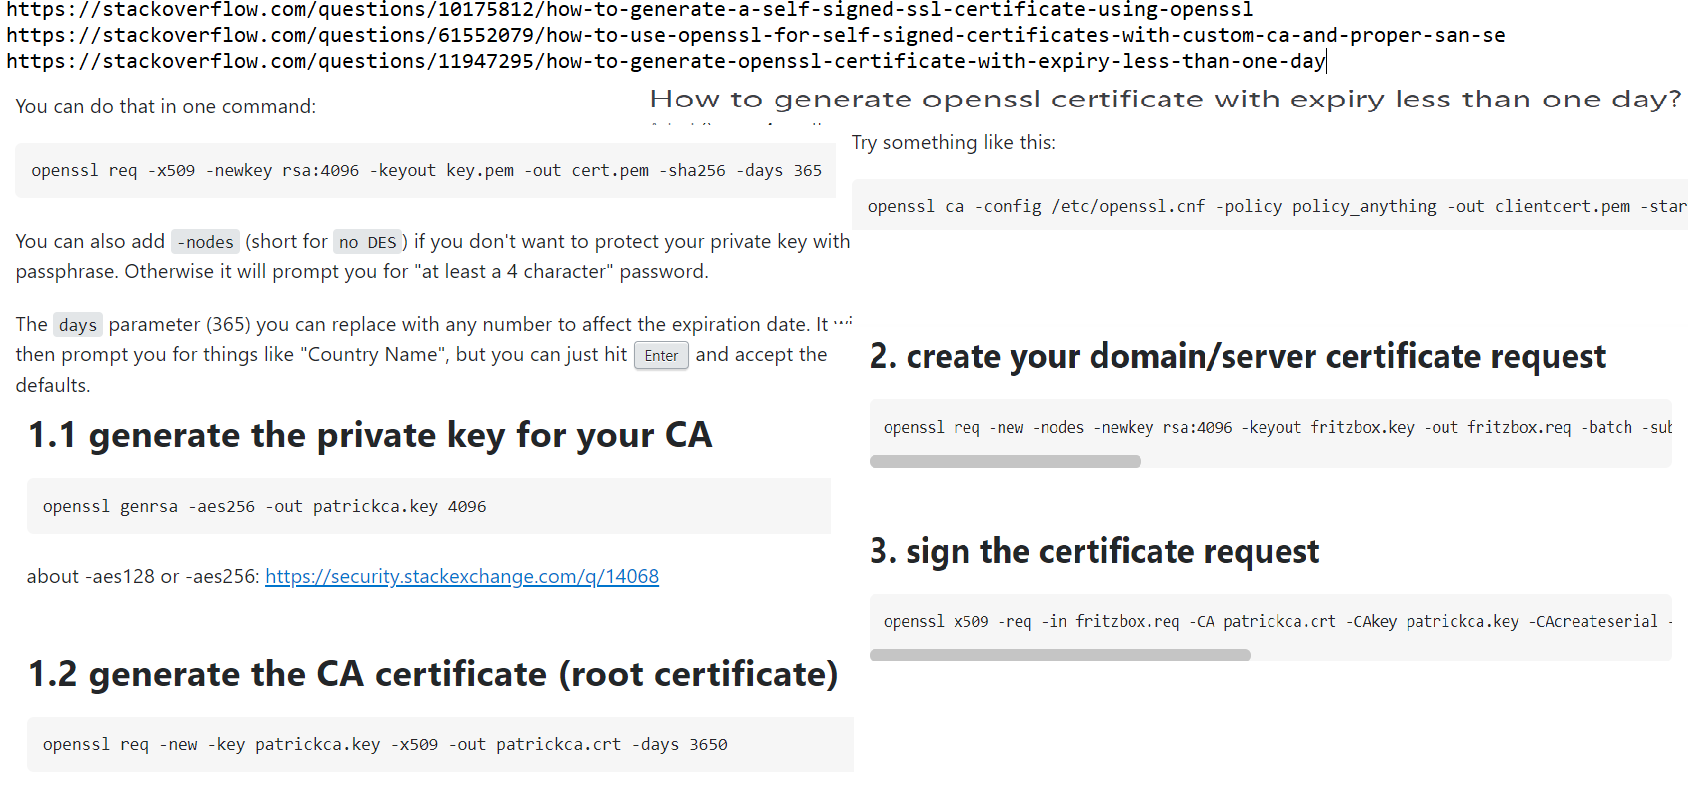 https://stackoverflow.com/questions/10175812/how-to-generate-a-self-signed-ssl-certificate-using-openssl
https://stackoverflow.com/questions/61552079/how-to-use-openssl-for-self-signed-certificates-with-custom-ca-and-proper-san-se
https://stackoverflow.com/questions/11947295/how-to-generate-openssl-certificate-with-expiry-less-than-one-day
You can do that in one command:
openssl req -x509 -newkey rsa:4096 -keyout key.pem -out cert.pem -sha256 -days 365
You can also add -nodes (short for no DES) if you don't want to protect your private key with
passphrase. Otherwise it will prompt you for "at least a 4 character" password.
The days parameter (365) you can replace with any number to affect the expiration date. It
then prompt you for things like "Country Name", but you can just hit Enter and accept the
defaults.
1.1 generate the private key for your CA
openssl genrsa -aes256 -out patrickca.key 4096
about -aes128 or -aes256: https://security.stackexchange.com/q/14068
1.2 generate the CA certificate (root certificate)
openssl req -new -key patrickca.key -x509 -out patrickca.crt -days 3650
How to generate openssl certificate with expiry less than one day?
Try something like this:
openssl ca -config /etc/openssl.cnf -policy policy_anything -out clientcert.pem -star
2. create your domain/server certificate request
openssl req -new -nodes -newkey rsa:4096 -keyout fritzbox.key -out fritzbox.req -batch -sub
3. sign the certificate request
openssl x509 -req -in fritzbox.req -CA patrickca.crt -CAkey patrickca.key -CAcreateserial -